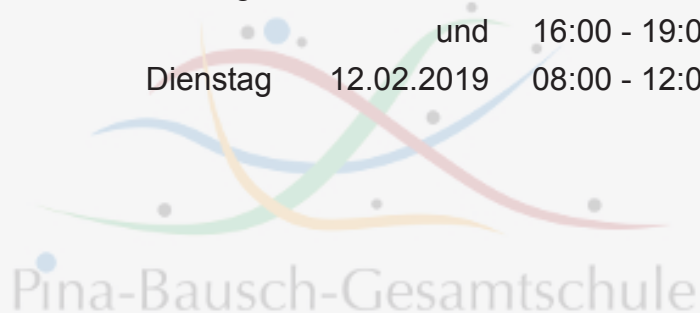 und 16:00 - 19:0
Dienstag 12.02.2019 08:00 - 12:0
Pina-Bausch-Gesamtschule